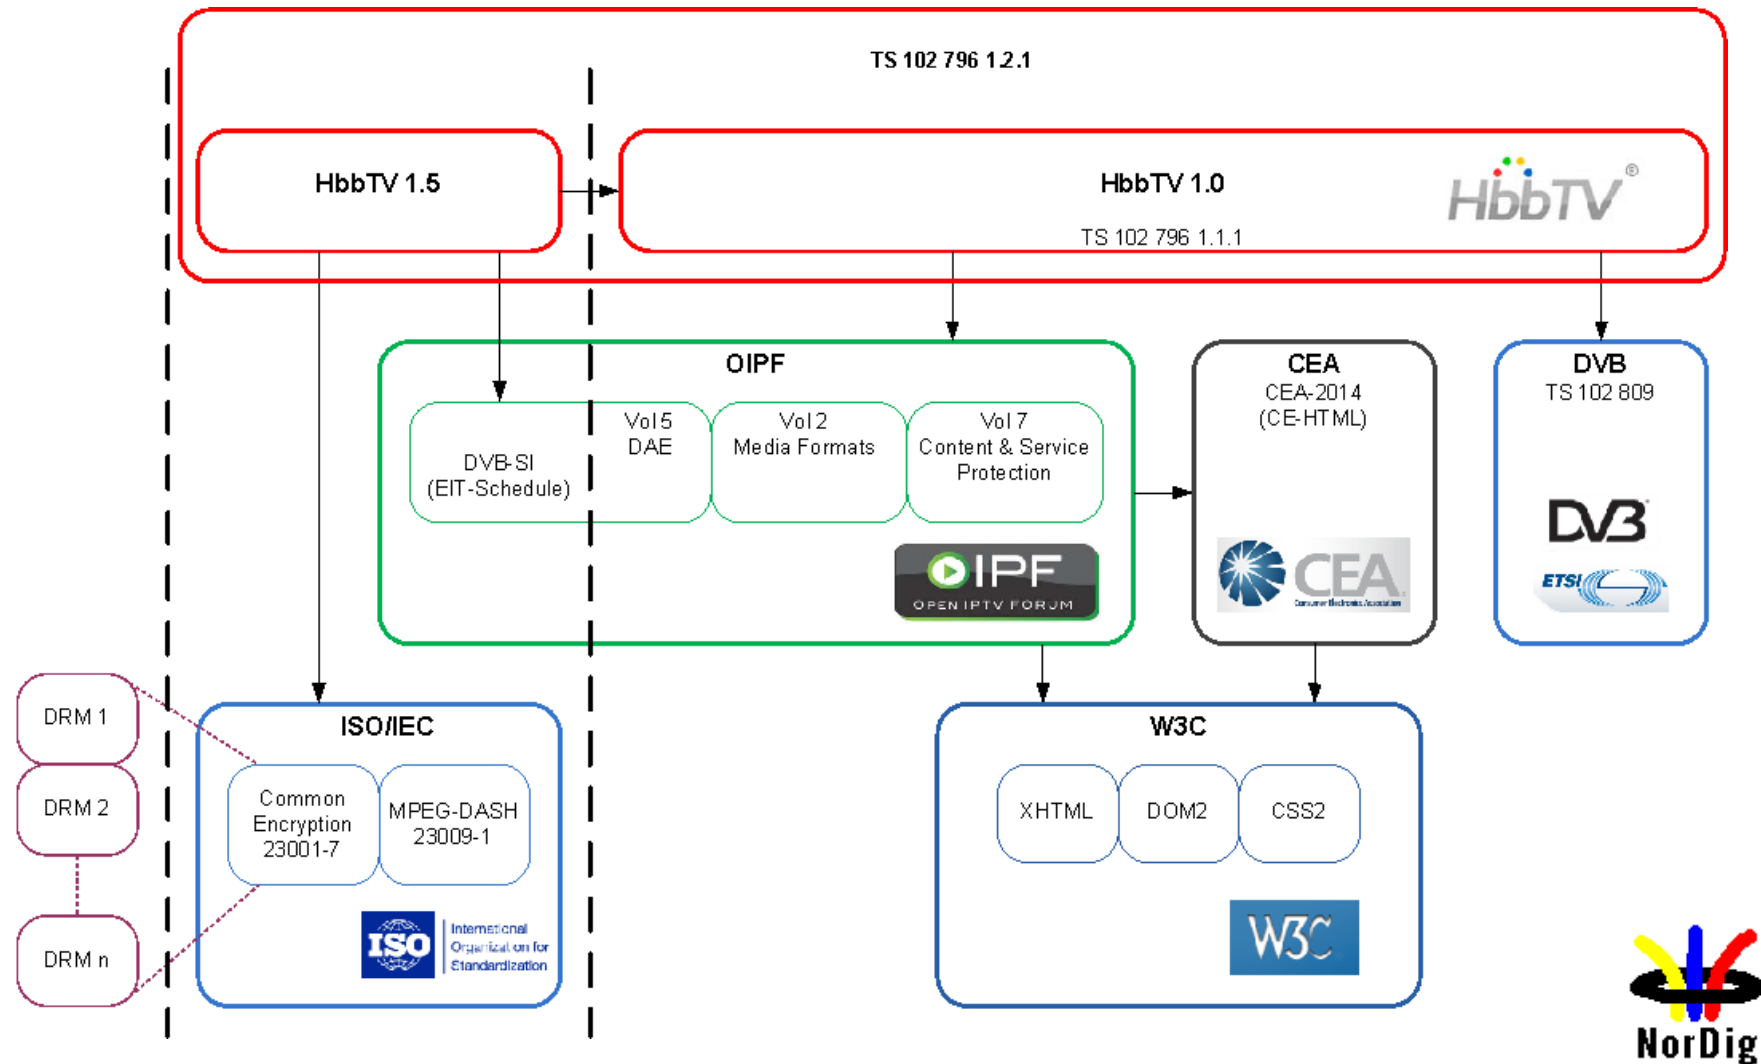 TS 102 796 1.2.1
HbbTV 1.5
HbbTV 1.0
TS 102 796 1.1.1
HbbTV®
OIPF
DVB-SI
(EIT-Schedule)
Vol 5
DAE
Vol 2
Media Formats
Vol 7
Content & Service
Protection
OIPF
OPEN IPTV FORUM
CEA
CEA-2014
(CE-HTML)
CEA
Consumer Electronics Association
DVB
TS 102 809
DVB
ETSI
DRM 1
DRM 2
DRM n
ISO/IEC
Common
Encryption
23001-7
MPEG-DASH
23009-1
ISO
International
Organization for
Standardization
W3C
XHTML
DOM2
CSS2
W3C
NorDig